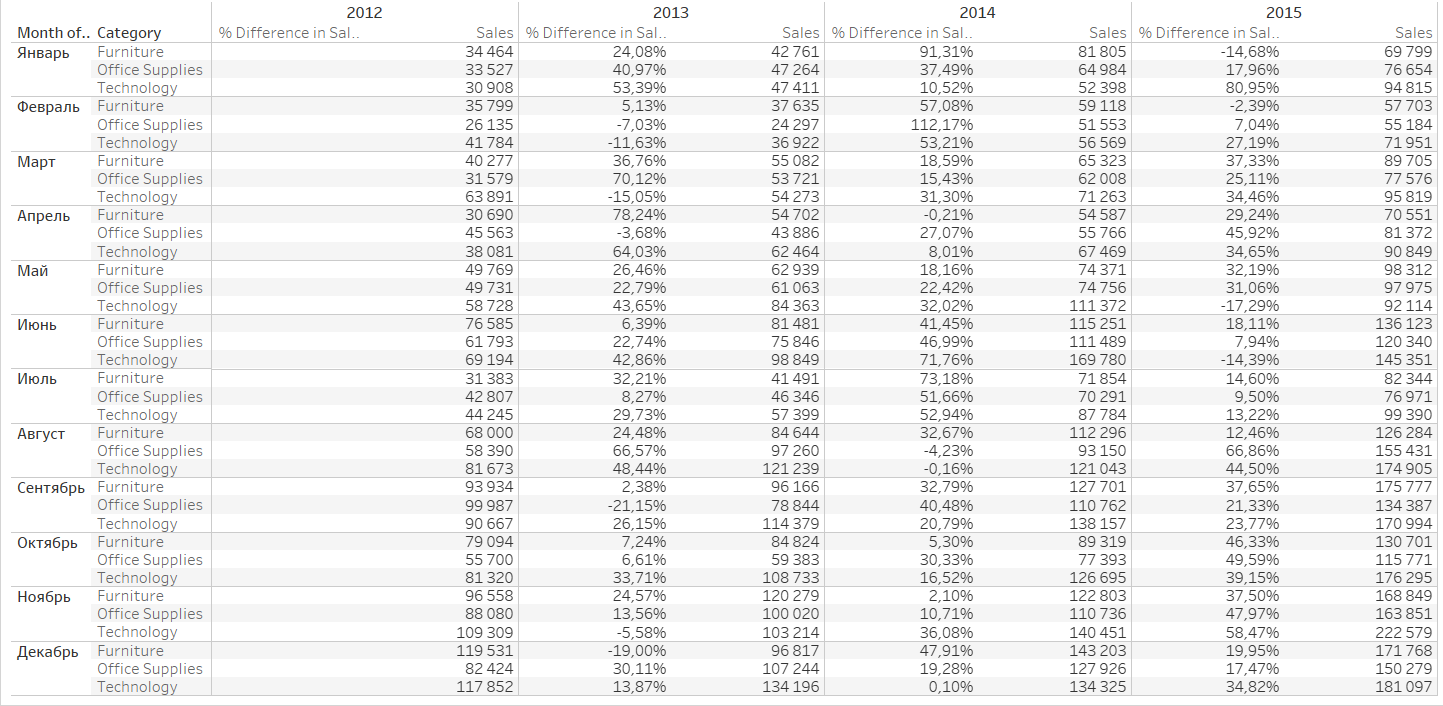 2012 2013 2014 2015
Month of.. Category % Difference in Sal.. Sales % Difference in Sal.. Sales % Difference in Sal.. Sales % Difference in Sal.. Sales
Январь Furniture 34 464 24,08% 42 761 91,31% 81 805 -14,68% 69 799
Office Supplies 33 527 40,97% 47 264 37,49% 64 984 17,96% 76 654
Technology 30 908 53,39% 47 411 10,52% 52 398 80,95% 94 815
Февраль Furniture 35 799 5,13% 37 635 57,08% 59 118 -2,39% 57 703
Office Supplies 26 135 -7,03% 24 297 112,17% 51 553 7,04% 55 184
Technology 41 784 -11,63% 36 922 53,21% 56 569 27,19% 71 951
Март Furniture 40 277 36,76% 55 082 18,59% 65 323 37,33% 89 705
Office Supplies 31 579 70,12% 53 721 15,43% 62 008 25,11% 77 576
Technology 63 891 -15,05% 54 273 31,30% 71 263 34,46% 95 819
Апрель Furniture 30 690 78,24% 54 702 -0,21% 54 587 29,24% 70 551
Office Supplies 45 563 -3,68% 43 886 27,07% 55 766 45,92% 81 372
Technology 38 081 64,03% 62 464 8,01% 67 469 34,65% 90 849
Май Furniture 49 769 26,46% 62 939 18,16% 74 371 32,19% 98 312
Office Supplies 49 731 22,79% 61 063 22,42% 74 756 31,06% 97 975
Technology 58 728 43,65% 84 363 32,02% 111 372 -17,29% 92 114
Июнь Furniture 76 585 6,39% 81 481 41,45% 115 251 18,11% 136 123
Office Supplies 61 793 22,74% 75 846 46,99% 111 489 7,94% 120 340
Technology 69 194 42,86% 98 849 71,76% 169 780 -14,39% 145 351
Июль Furniture 31 383 32,21% 41 491 73,18% 71 854 14,60% 82 344
Office Supplies 42 807 8,27% 46 346 51,66% 70 291 9,50% 76 971
Technology 44 245 29,73% 57 399 52,94% 87 784 13,22% 99 390
Август Furniture 68 000 24,48% 84 644 32,67% 112 296 12,46% 126 284
Office Supplies 58 390 66,57% 97 260 -4,23% 93 150 66,86% 155 431
Technology 81 673 48,44% 121 239 -0,16% 121 043 44,50% 174 905
Сентябрь Furniture 93 934 2,38% 96 166 32,79% 127 701 37,65% 175 777
Office Supplies 99 987 -21,15% 78 844 40,48% 110 762 21,33% 134 387
Technology 90 667 26,15% 114 379 20,79% 138 157 23,77% 170 994
Октябрь Furniture 79 094 7,24% 84 824 5,30% 89 319 46,33% 130 701
Office Supplies 55 700 6,61% 59 383 30,33% 77 393 49,59% 115 771
Technology 81 320 33,71% 108 733 16,52% 126 695 39,15% 176 295
Ноябрь Furniture 96 558 24,57% 120 279 2,10% 122 803 37,50% 168 849
Office Supplies 88 080 13,56% 100 020 10,71% 110 736 47,97% 163 851
Technology 109 309 -5,58% 103 214 36,08% 140 451 58,47% 222 579
Декабрь Furniture 119 531 -19,00% 96 817 47,91% 143 203 19,95% 171 768
Office Supplies 82 424 30,11% 107 244 19,28% 127 926 17,47% 150 279
Technology 117 852 13,87% 134 196 0,10% 134 325 34,82% 181 097